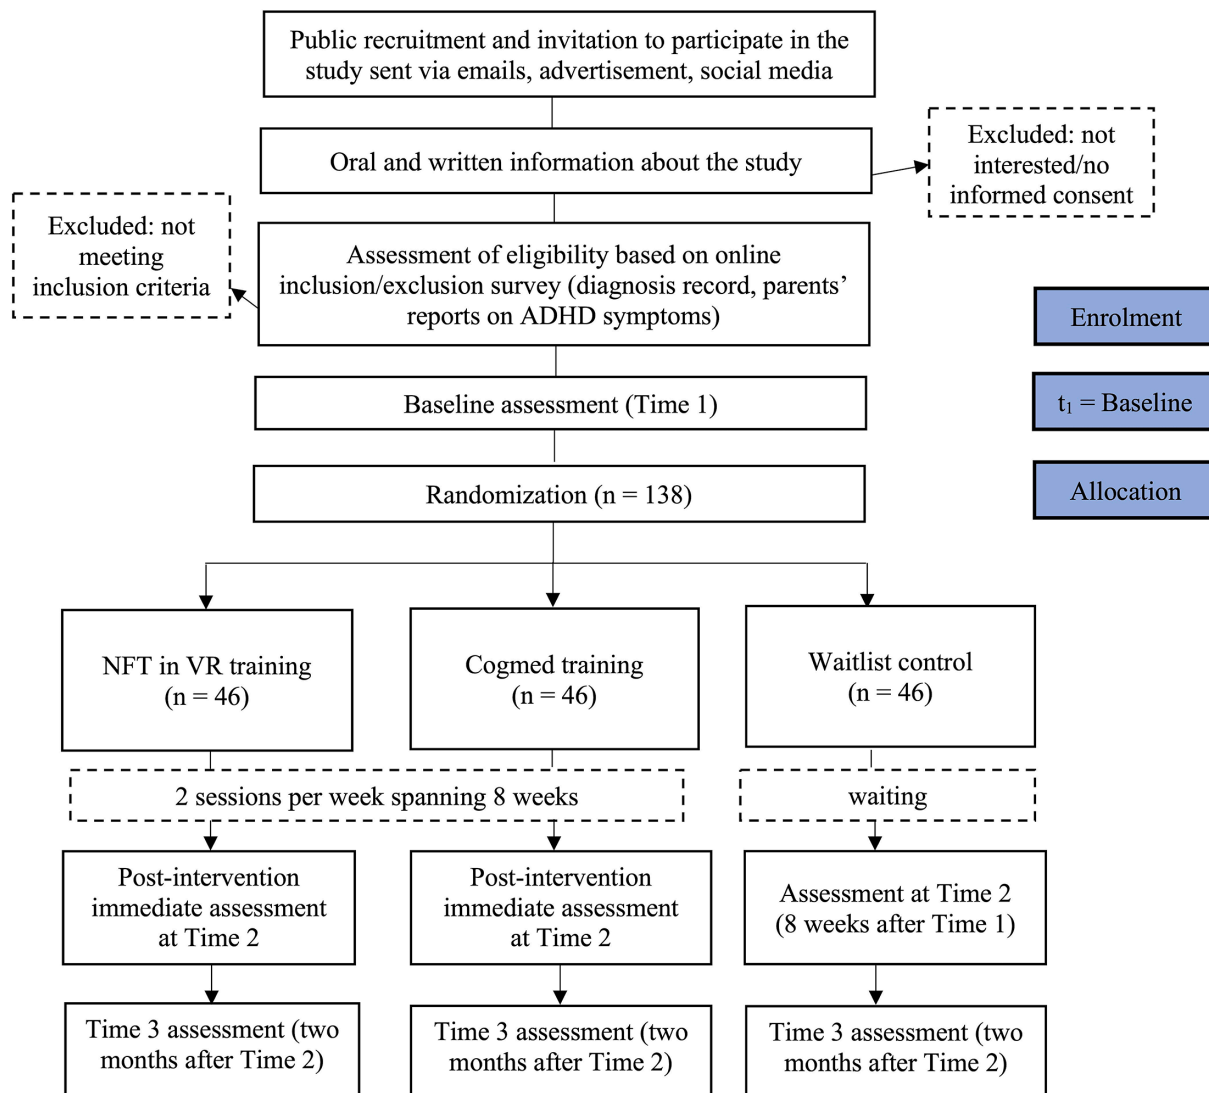 Public recruitment and invitation to participate in the
study sent via emails, advertisement, social media
Oral and written information about the study
Excluded: not
interested/no
informed consent
Excluded: not
meeting
inclusion criteria
Assessment of eligibility based on online
inclusion/exclusion survey (diagnosis record, parents’
reports on ADHD symptoms)
Enrolment
Baseline assessment (Time 1)
t₁ = Baseline
Randomization (n = 138)
Allocation
NFT in VR training
(n = 46)
Cogmed training
(n = 46)
Waitlist control
(n = 46)
2 sessions per week spanning 8 weeks
waiting
Post-intervention
immediate assessment
at Time 2
Post-intervention
immediate assessment
at Time 2
Assessment at Time 2
(8 weeks after Time 1)
Time 3 assessment (two
months after Time 2)
Time 3 assessment (two
months after Time 2)
Time 3 assessment (two
months after Time 2)